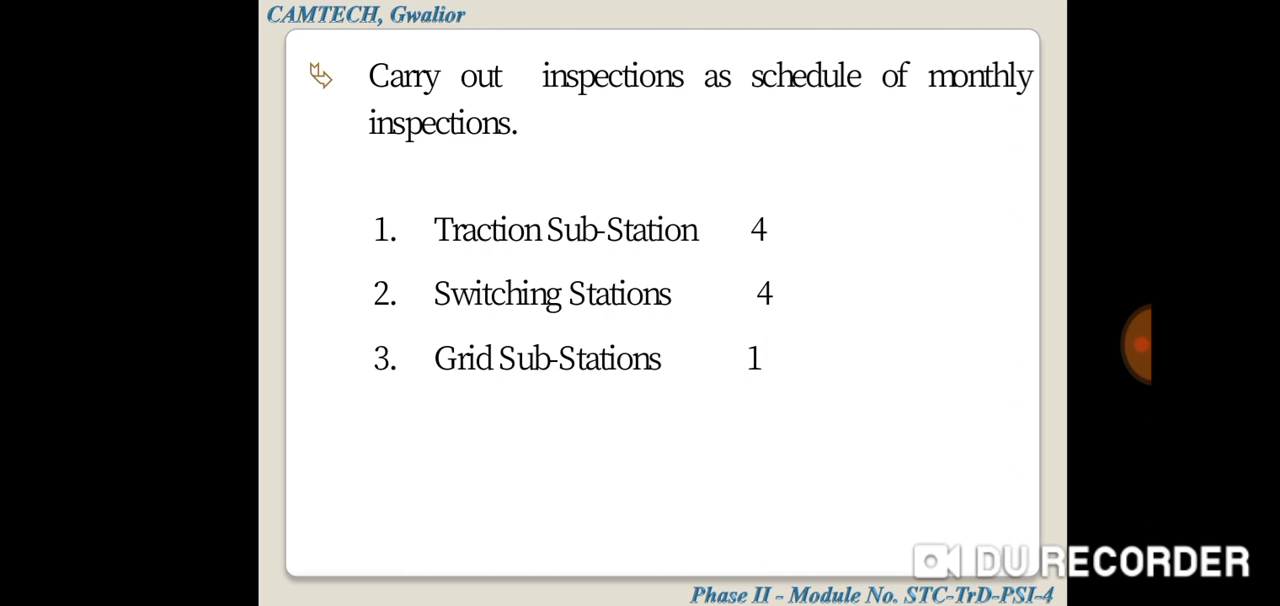 CAMTECH, Gwalior
Carry out inspections as schedule of monthly
inspections.
1. Traction Sub-Station 4
2. Switching Stations 4
3. Grid Sub-Stations 1
DU RECORDER
Phase II - Module No. STC-TrD-PSI-4